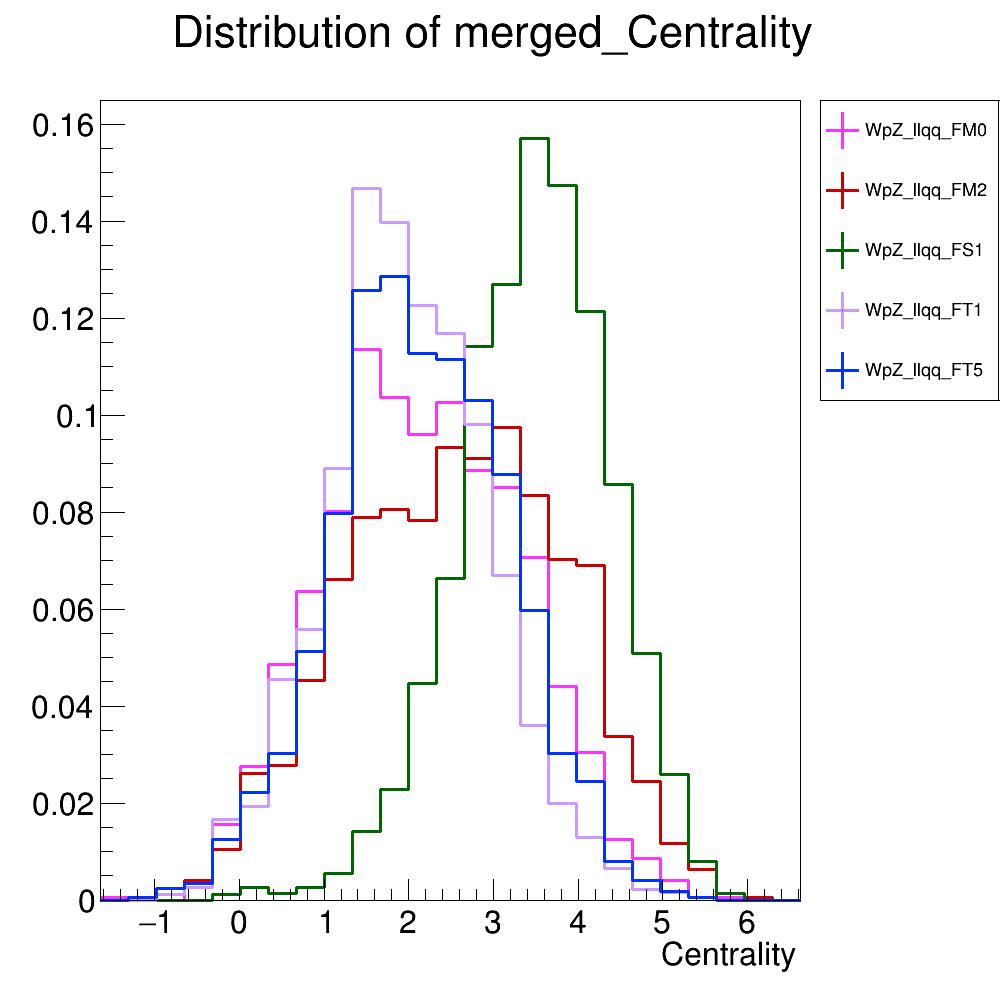 Distribution of merged_Centrality
0.16
0.14
0.12
0.1
0.08
0.06
0.04
0.02
0
−1 0 1 2 3 4 5 6
Centrality
WpZ_llqq_FM0
WpZ_llqq_FM2
WpZ_llqq_FS1
WpZ_llqq_FT1
WpZ_llqq_FT5